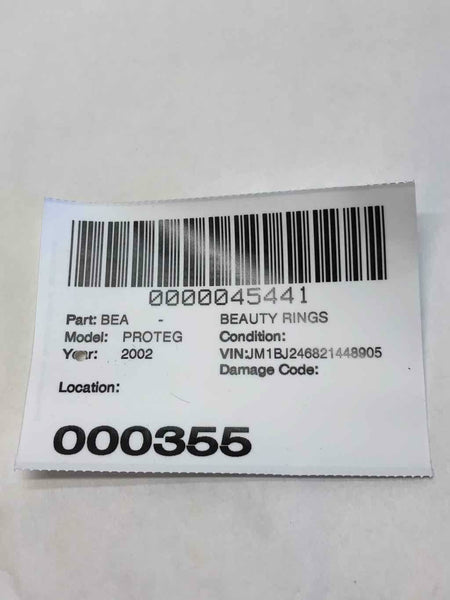 0000045441
Part: BEA - BEAUTY RINGS
Model: PROTEG Condition:
Year: 2002 VIN:JM1BJ246821448905
Damage Code:
Location:
000355